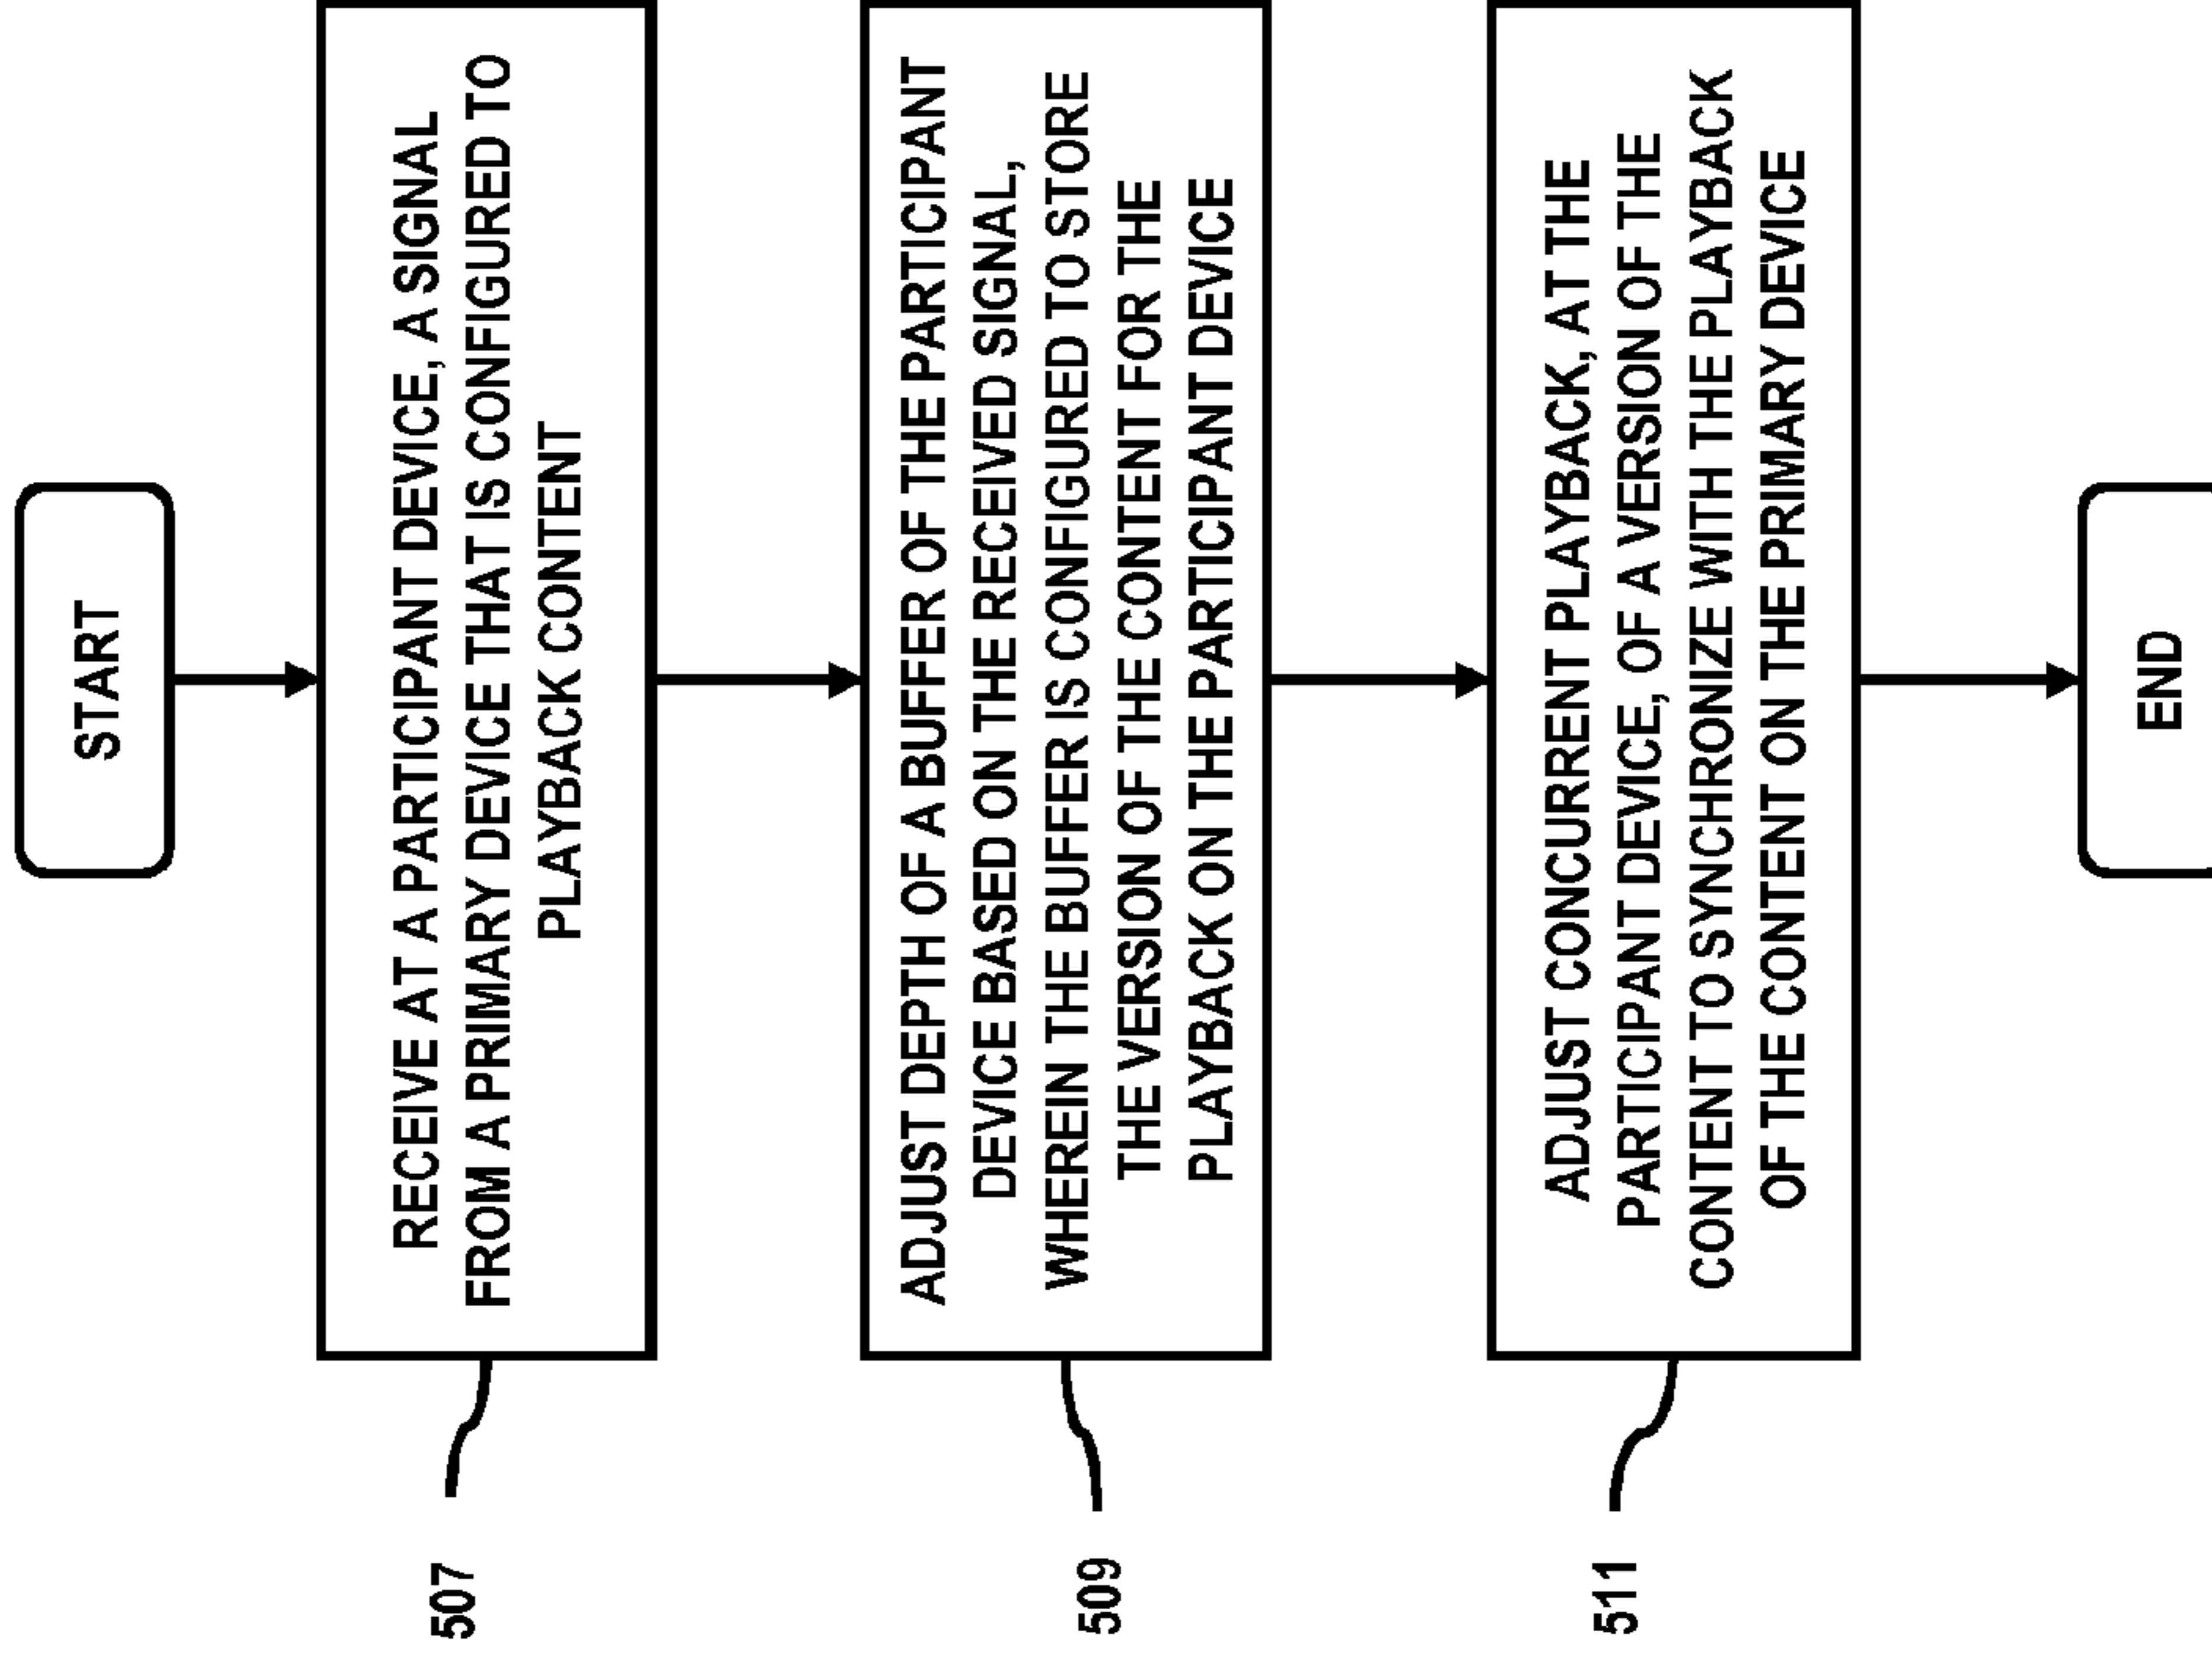 START
RECEIVE AT A PARTICIPANT DEVICE, A SIGNAL
FROM A PRIMARY DEVICE THAT IS CONFIGURED TO
PLAYBACK CONTENT
507
ADJUST DEPTH OF A BUFFER OF THE PARTICIPANT
DEVICE BASED ON THE RECEIVED SIGNAL,
WHEREIN THE BUFFER IS CONFIGURED TO STORE
THE VERSION OF THE CONTENT FOR THE
PLAYBACK ON THE PARTICIPANT DEVICE
509
ADJUST CONCURRENT PLAYBACK, AT THE
PARTICIPANT DEVICE, OF A VERSION OF THE
CONTENT TO SYNCHRONIZE WITH THE PLAYBACK
OF THE CONTENT ON THE PRIMARY DEVICE
511
END